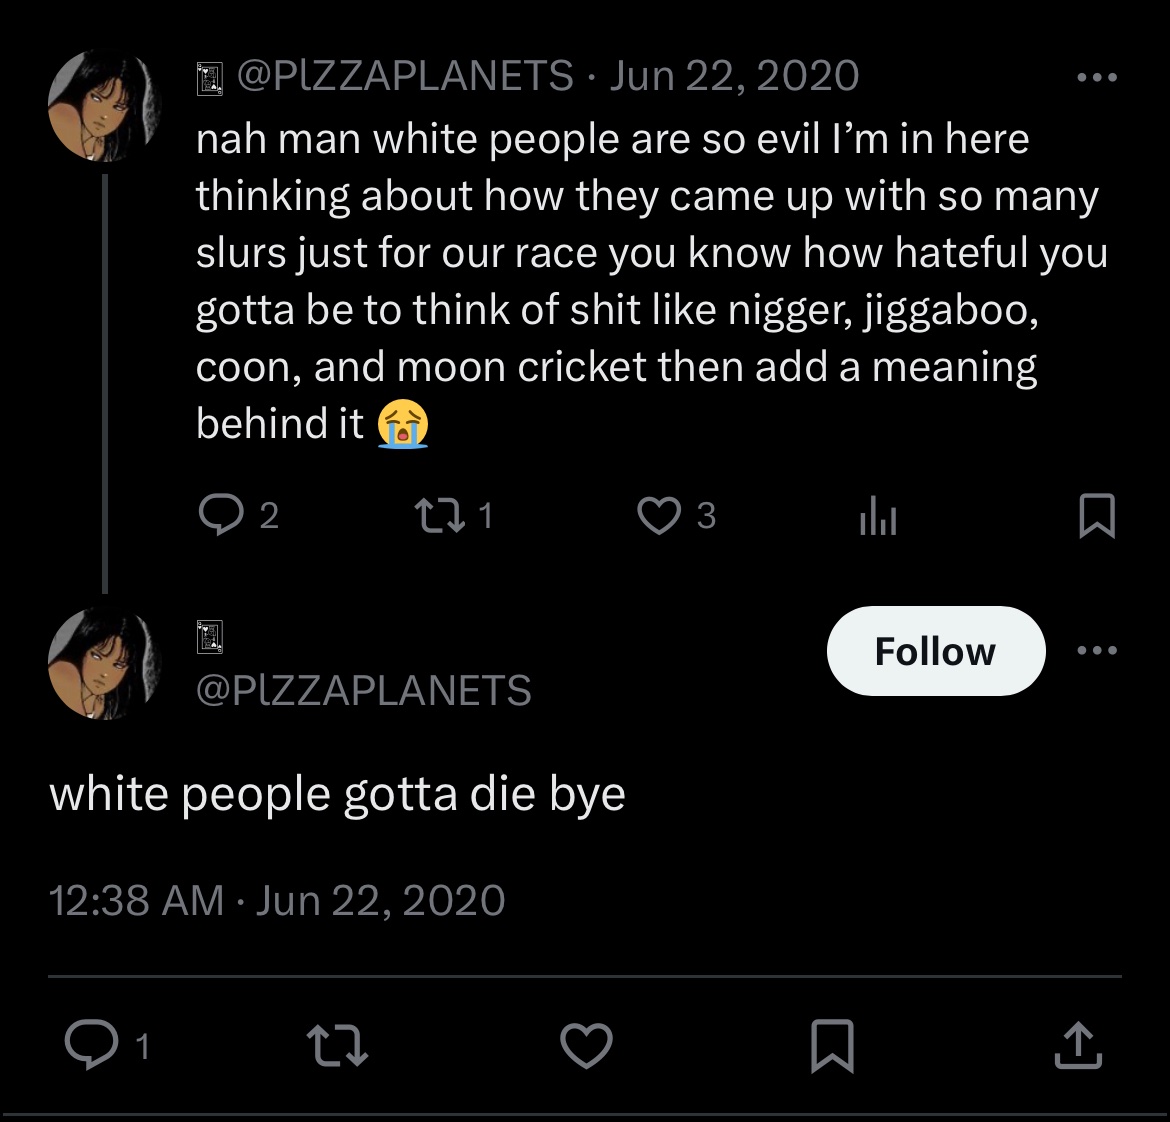 @PlZZAPLANETS · Jun 22, 2020
nah man white people are so evil I’m in here
thinking about how they came up with so many
slurs just for our race you know how hateful you
gotta be to think of shit like nigger, jiggaboo,
coon, and moon cricket then add a meaning
behind it 😭
2 1 3
Follow
@PlZZAPLANETS
white people gotta die bye
12:38 AM · Jun 22, 2020
1